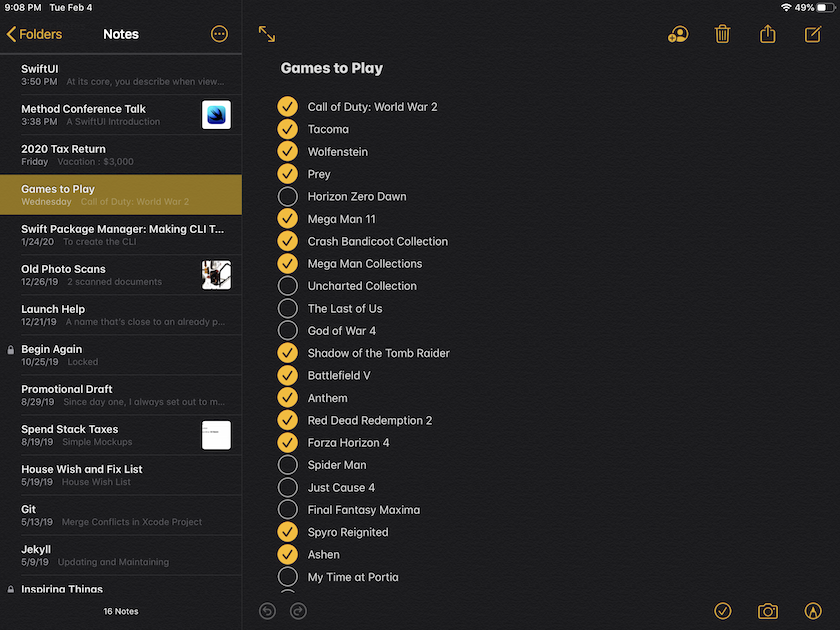 9:08 PM Tue Feb 4
49%
Folders
Notes
SwiftUI
3:50 PM At its core, you describe when view...
Method Conference Talk
3:38 PM A SwiftUI Introduction
2020 Tax Return
Friday Vacation : $3,000
Games to Play
Wednesday Call of Duty: World War 2
Swift Package Manager: Making CLI T...
1/24/20 To create the CLI
Old Photo Scans
12/26/19 2 scanned documents
Launch Help
12/21/19 A name that's close to an already p...
Begin Again
10/25/19 Locked
Promotional Draft
8/29/19 Since day one, I always set out to m...
Spend Stack Taxes
8/19/19 Simple Mockups
House Wish and Fix List
5/19/19 House Wish List
Git
5/13/19 Merge Conflicts in Xcode Project
Jekyll
5/9/19 Updating and Maintaining
Inspiring Things
16 Notes
Games to Play
Call of Duty: World War 2
Tacoma
Wolfenstein
Prey
Horizon Zero Dawn
Mega Man 11
Crash Bandicoot Collection
Mega Man Collections
Uncharted Collection
The Last of Us
God of War 4
Shadow of the Tomb Raider
Battlefield V
Anthem
Red Dead Redemption 2
Forza Horizon 4
Spider Man
Just Cause 4
Final Fantasy Maxima
Spyro Reignited
Ashen
My Time at Portia